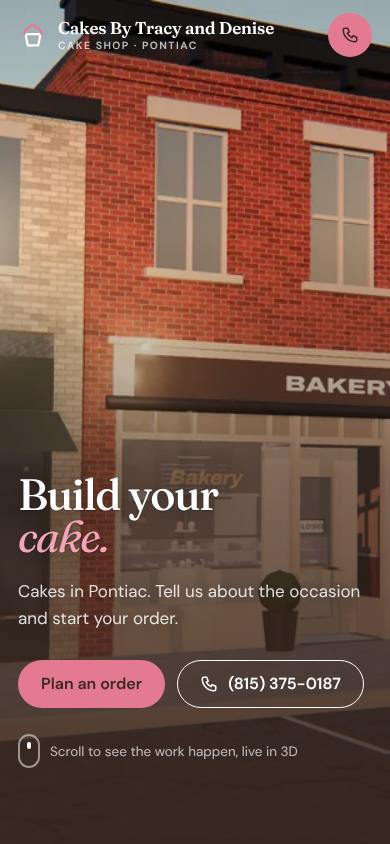 Cakes By Tracy and Denise
CAKE SHOP · PONTIAC
BAKERY
Bakery
CLOSED
Build your
cake.
Cakes in Pontiac. Tell us about the occasion
and start your order.
Plan an order
(815) 375-0187
Scroll to see the work happen, live in 3D